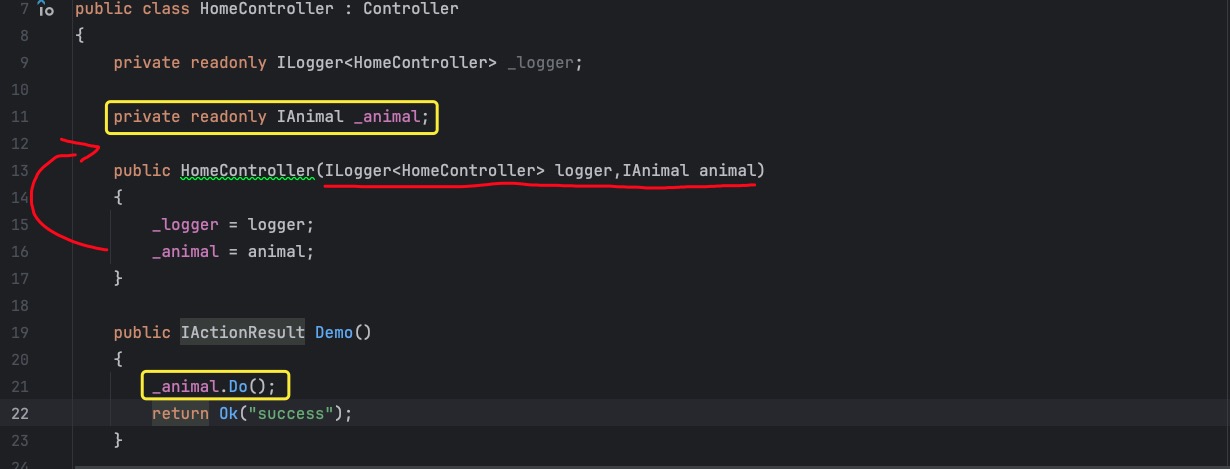 7 public class HomeController : Controller
8 {
9 private readonly ILogger<HomeController> _logger;
10
11 private readonly IAnimal _animal;
12
13 public HomeController(ILogger<HomeController> logger,IAnimal animal)
14 {
15 _logger = logger;
16 _animal = animal;
17 }
18
19 public IActionResult Demo()
20 {
21 _animal.Do();
22 return Ok("success");
23 }
24